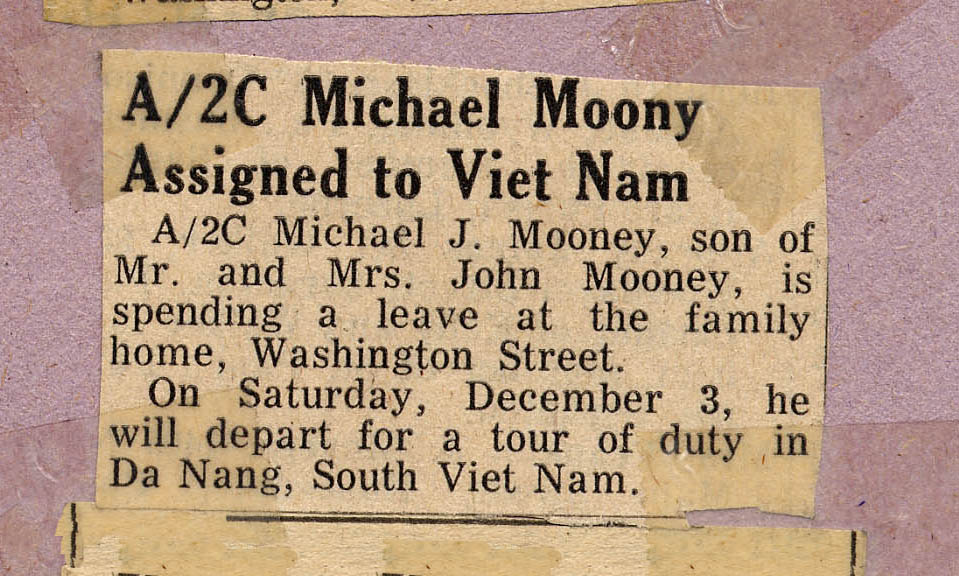 A/2C Michael Moony
Assigned to Viet Nam
A/2C Michael J. Mooney, son of
Mr. and Mrs. John Mooney, is
spending a leave at the family
home, Washington Street.
On Saturday, December 3, he
will depart for a tour of duty in
Da Nang, South Viet Nam.